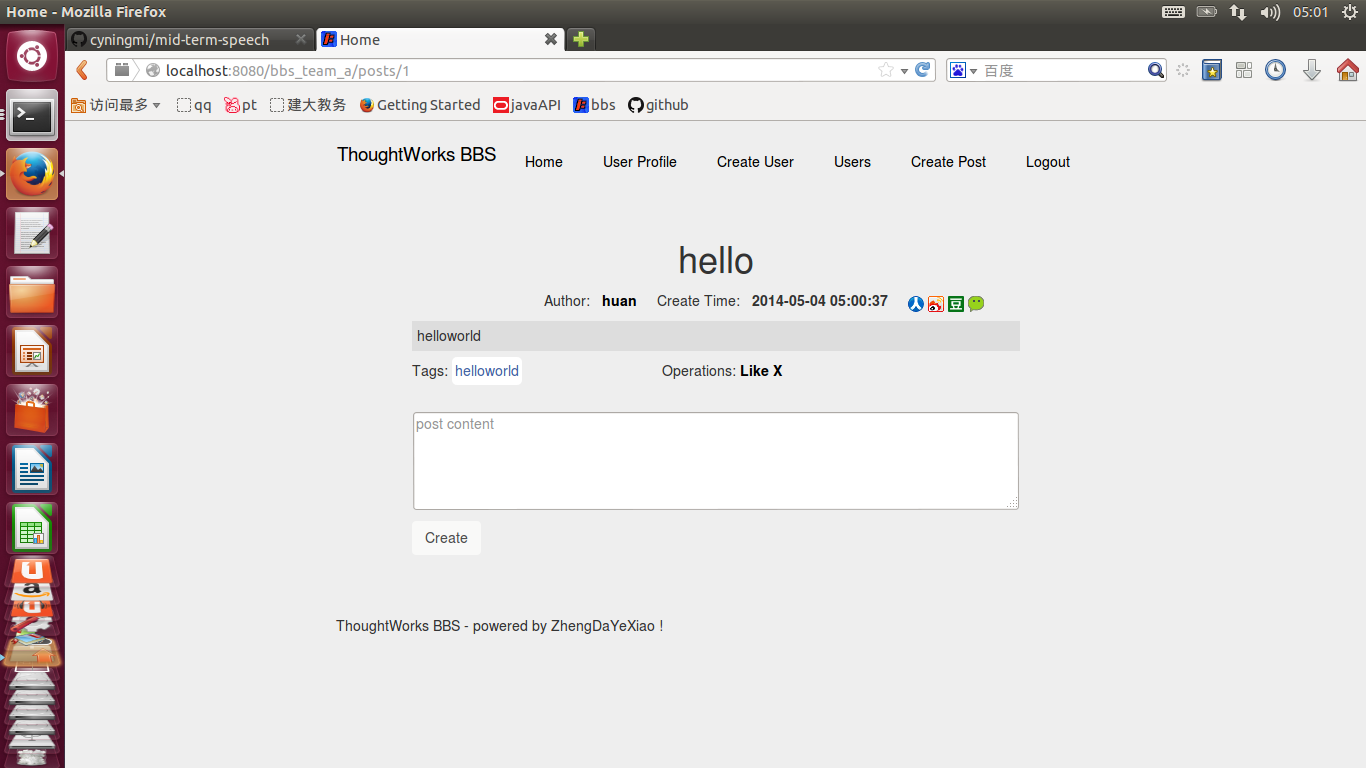 Home - Mozilla Firefox
05:01
cyningmi/mid-term-speech
Home
localhost:8080/bbs_team_a/posts/1
百度
访问最多
qq
pt
建大教务
Getting Started
javaAPI
bbs
github
ThoughtWorks BBS
Home
User Profile
Create User
Users
Create Post
Logout
hello
Author: huan Create Time: 2014-05-04 05:00:37
helloworld
Tags: helloworld
Operations: Like X
post content
Create
ThoughtWorks BBS - powered by ZhengDaYeXiao !